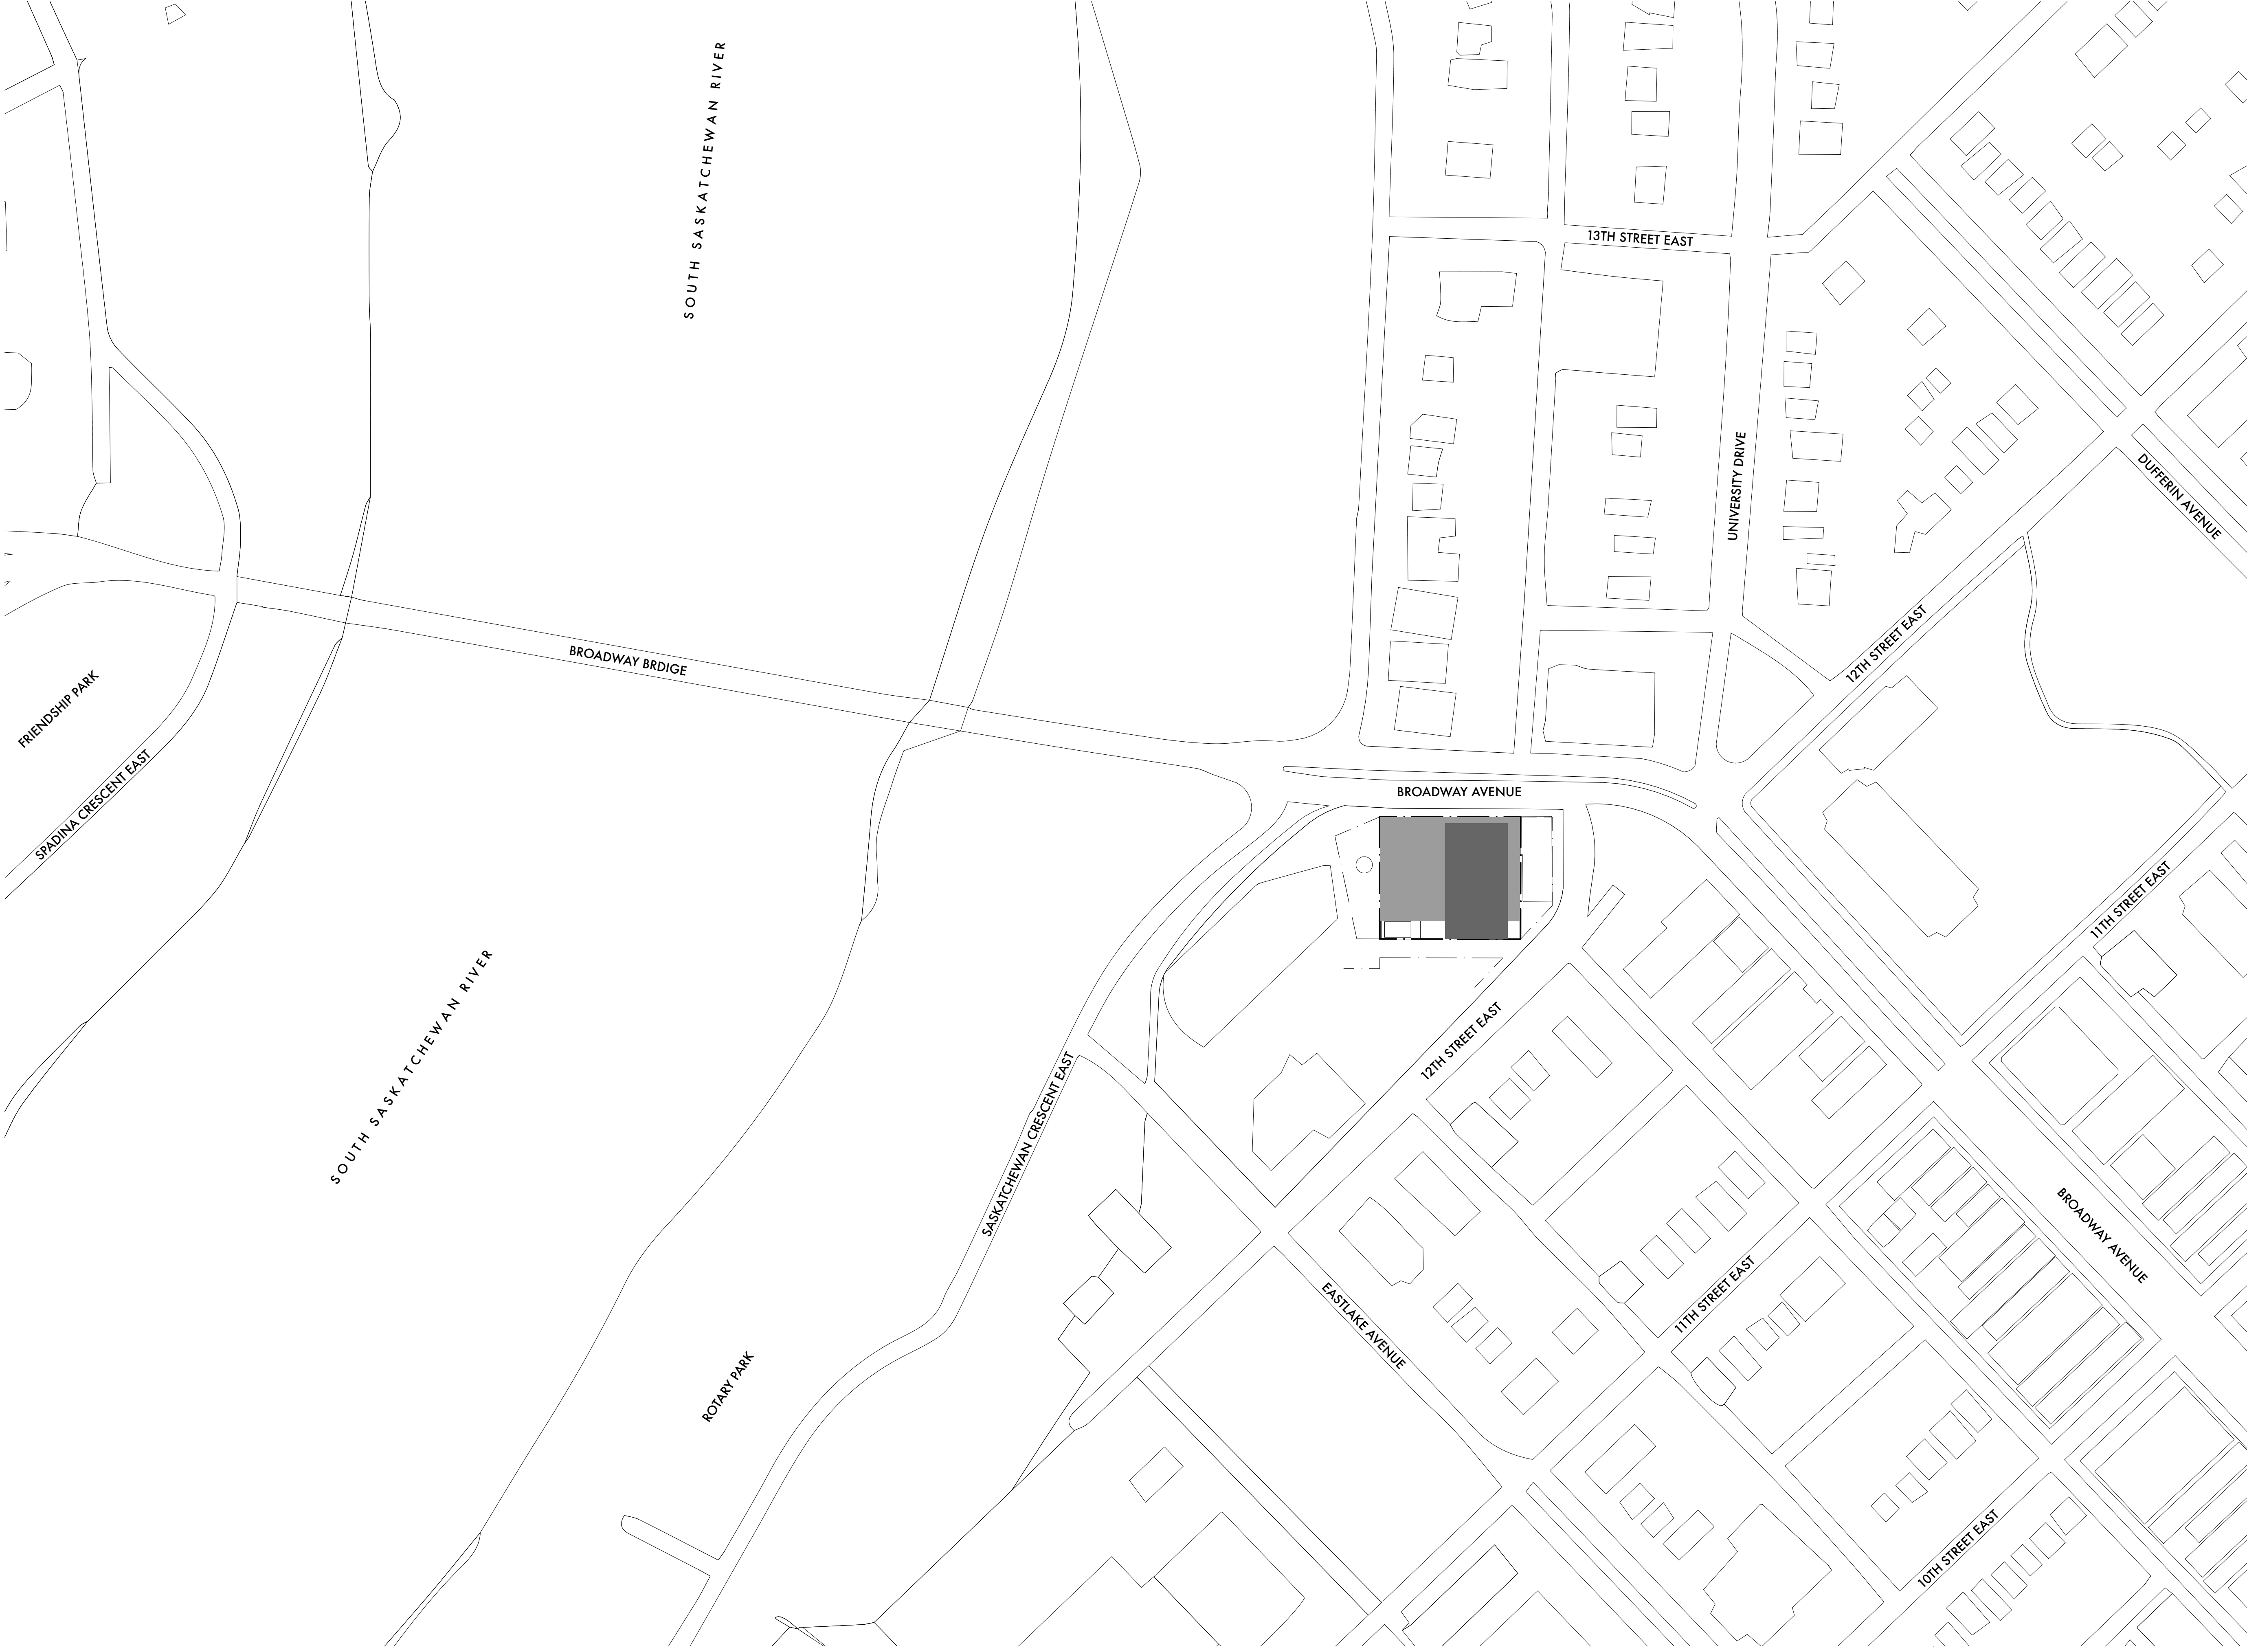 SOUTH SASKATCHEWAN RIVER
13TH STREET EAST
UNIVERSITY DRIVE
DUFFERIN AVENUE
BROADWAY BRDIGE
12TH STREET EAST
FRIENDSHIP PARK
SPADINA CRESCENT EAST
BROADWAY AVENUE
11TH STREET EAST
SOUTH SASKATCHEWAN RIVER
12TH STREET EAST
SASKATCHEWAN CRESCENT EAST
BROADWAY AVENUE
11TH STREET EAST
EASTLAKE AVENUE
ROTARY PARK
10TH STREET EAST